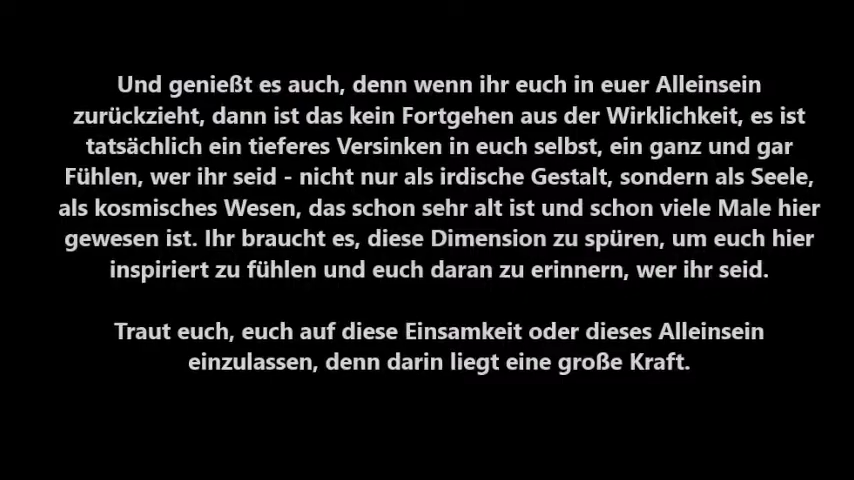 Und genießt es auch, denn wenn ihr euch in euer Alleinsein
zurückzieht, dann ist das kein Fortgehen aus der Wirklichkeit, es ist
tatsächlich ein tieferes Versinken in euch selbst, ein ganz und gar
Fühlen, wer ihr seid - nicht nur als irdische Gestalt, sondern als Seele,
als kosmisches Wesen, das schon sehr alt ist und schon viele Male hier
gewesen ist. Ihr braucht es, diese Dimension zu spüren, um euch hier
inspiriert zu fühlen und euch daran zu erinnern, wer ihr seid.
Traut euch, euch auf diese Einsamkeit oder dieses Alleinsein
einzulassen, denn darin liegt eine große Kraft.